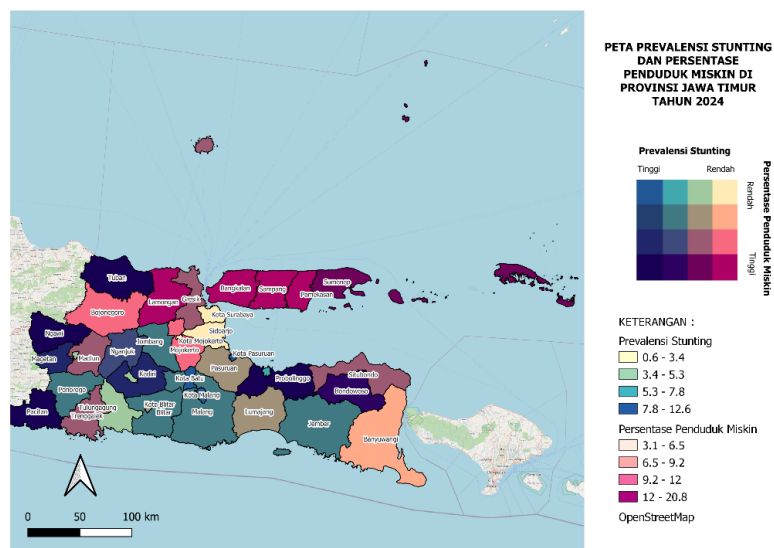 PETA PREVALENSI STUNTING
DAN PERSENTASE
PENDUDUK MISKIN DI
PROVINSI JAWA TIMUR
TAHUN 2024
Prevalensi Stunting
Tinggi
Rendah
Rendah
Tinggi
Persentase Penduduk Miskin
KETERANGAN :
Prevalensi Stunting
0.6 - 3.4
3.4 - 5.3
5.3 - 7.8
7.8 - 12.6
Persentase Penduduk Miskin
3.1 - 6.5
6.5 - 9.2
9.2 - 12
12 - 20.8
OpenStreetMap
Tuban
Lamongan
Gresik
Bangkalan
Sampang
Pamekasan
Sumenep
Bojonegoro
Kota Surabaya
Sidoarjo
Ngawi
Jombang
Kota Mojokerto
Mojokerto
Magetan
Madiun
Nganjuk
Kota Pasuruan
Pasuruan
Kediri
Kota Batu
Probolinggo
Situbondo
Bondowoso
Ponorogo
Kota Malang
Malang
Pacitan
Tulungagung
Trenggalek
Kota Blitar
Blitar
Lumajang
Jember
Banyuwangi
0
50
100 km